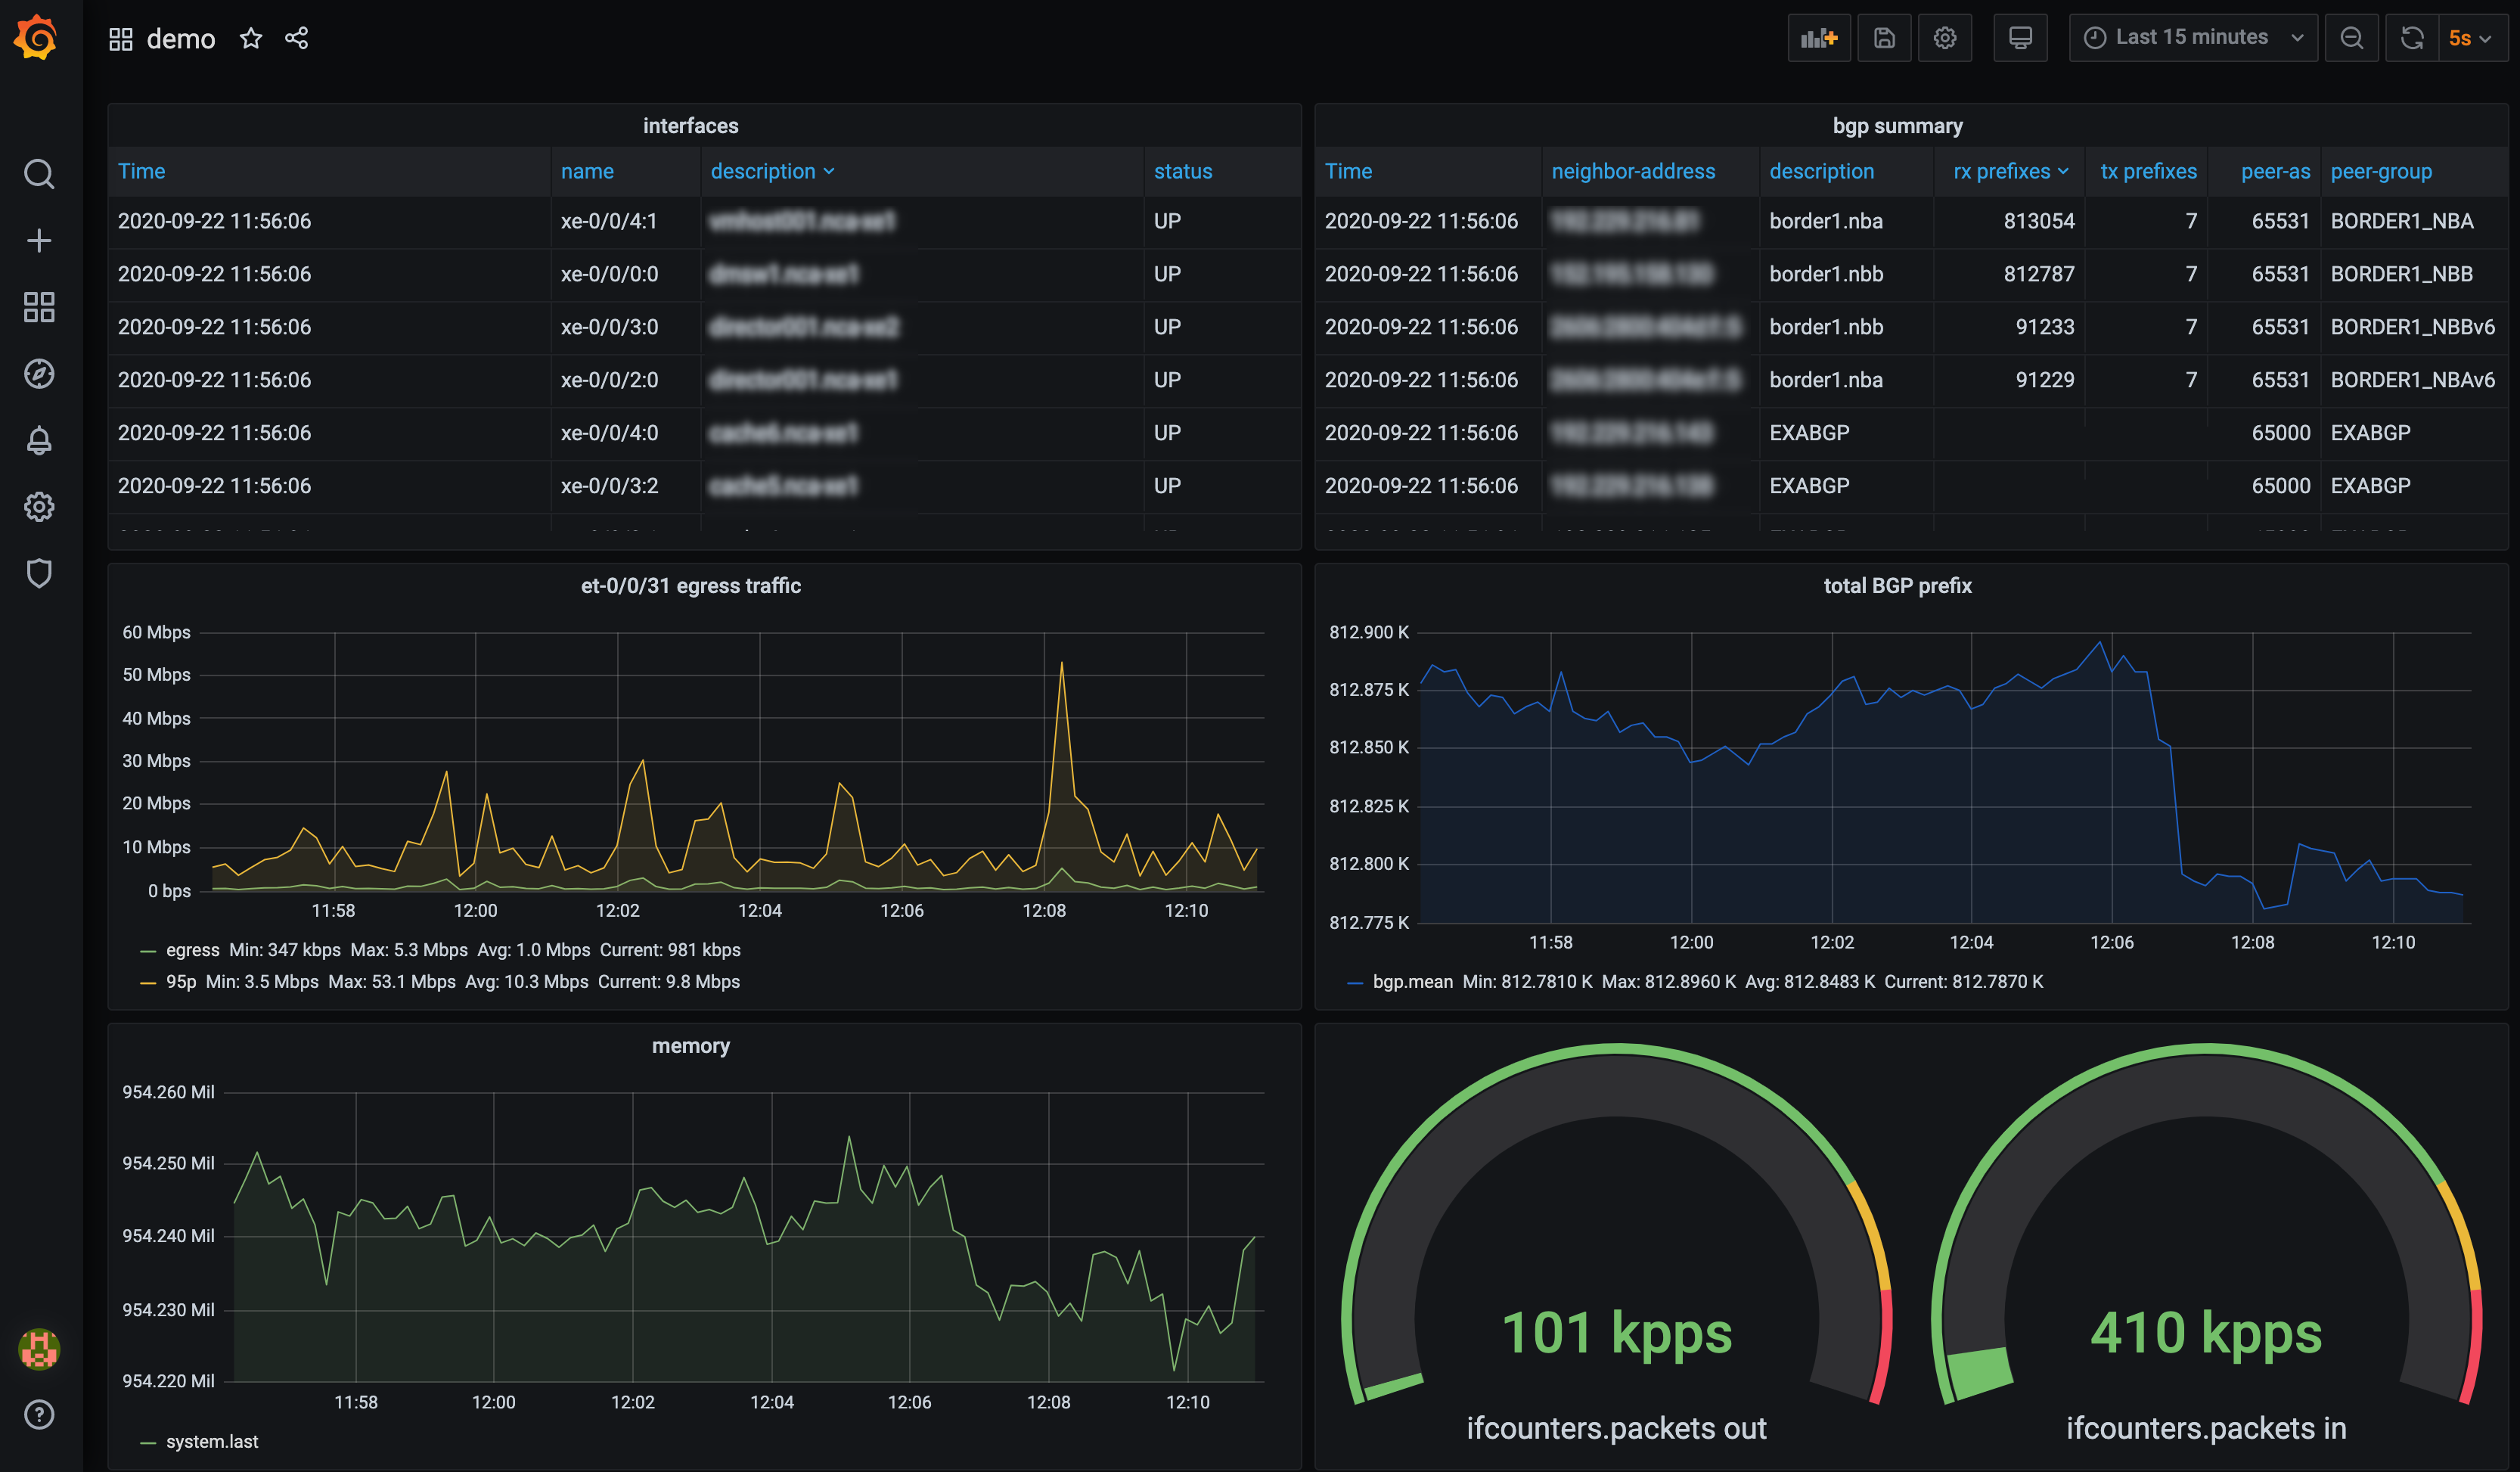 demo
Last 15 minutes
5s
interfaces
Time name description status
2020-09-22 11:56:06 xe-0/0/4:1 UP
2020-09-22 11:56:06 xe-0/0/0:0 UP
2020-09-22 11:56:06 xe-0/0/3:0 UP
2020-09-22 11:56:06 xe-0/0/2:0 UP
2020-09-22 11:56:06 xe-0/0/4:0 UP
2020-09-22 11:56:06 xe-0/0/3:2 UP
bgp summary
Time neighbor-address description rx prefixes tx prefixes peer-as peer-group
2020-09-22 11:56:06 border1.nba 813054 7 65531 BORDER1_NBA
2020-09-22 11:56:06 border1.nbb 812787 7 65531 BORDER1_NBB
2020-09-22 11:56:06 border1.nbb 91233 7 65531 BORDER1_NBBv6
2020-09-22 11:56:06 border1.nba 91229 7 65531 BORDER1_NBAv6
2020-09-22 11:56:06 EXABGP 65000 EXABGP
2020-09-22 11:56:06 EXABGP 65000 EXABGP
et-0/0/31 egress traffic
60 Mbps
50 Mbps
40 Mbps
30 Mbps
20 Mbps
10 Mbps
0 bps
11:58 12:00 12:02 12:04 12:06 12:08 12:10
egress Min: 347 kbps Max: 5.3 Mbps Avg: 1.0 Mbps Current: 981 kbps
95p Min: 3.5 Mbps Max: 53.1 Mbps Avg: 10.3 Mbps Current: 9.8 Mbps
total BGP prefix
812.900 K
812.875 K
812.850 K
812.825 K
812.800 K
812.775 K
11:58 12:00 12:02 12:04 12:06 12:08 12:10
bgp.mean Min: 812.7810 K Max: 812.8960 K Avg: 812.8483 K Current: 812.7870 K
memory
954.260 Mil
954.250 Mil
954.240 Mil
954.230 Mil
954.220 Mil
11:58 12:00 12:02 12:04 12:06 12:08 12:10
system.last
101 kpps
ifcounters.packets out
410 kpps
ifcounters.packets in